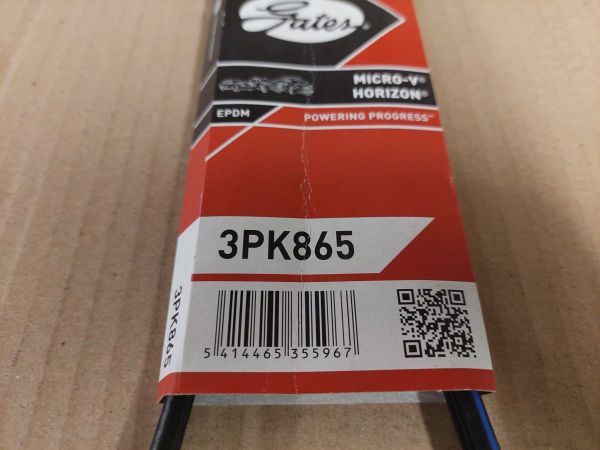 Gates
MICRO-V®
HORIZON®
EPDM
POWERING PROGRESS™
3PK865
3PK865
5 414465 355967